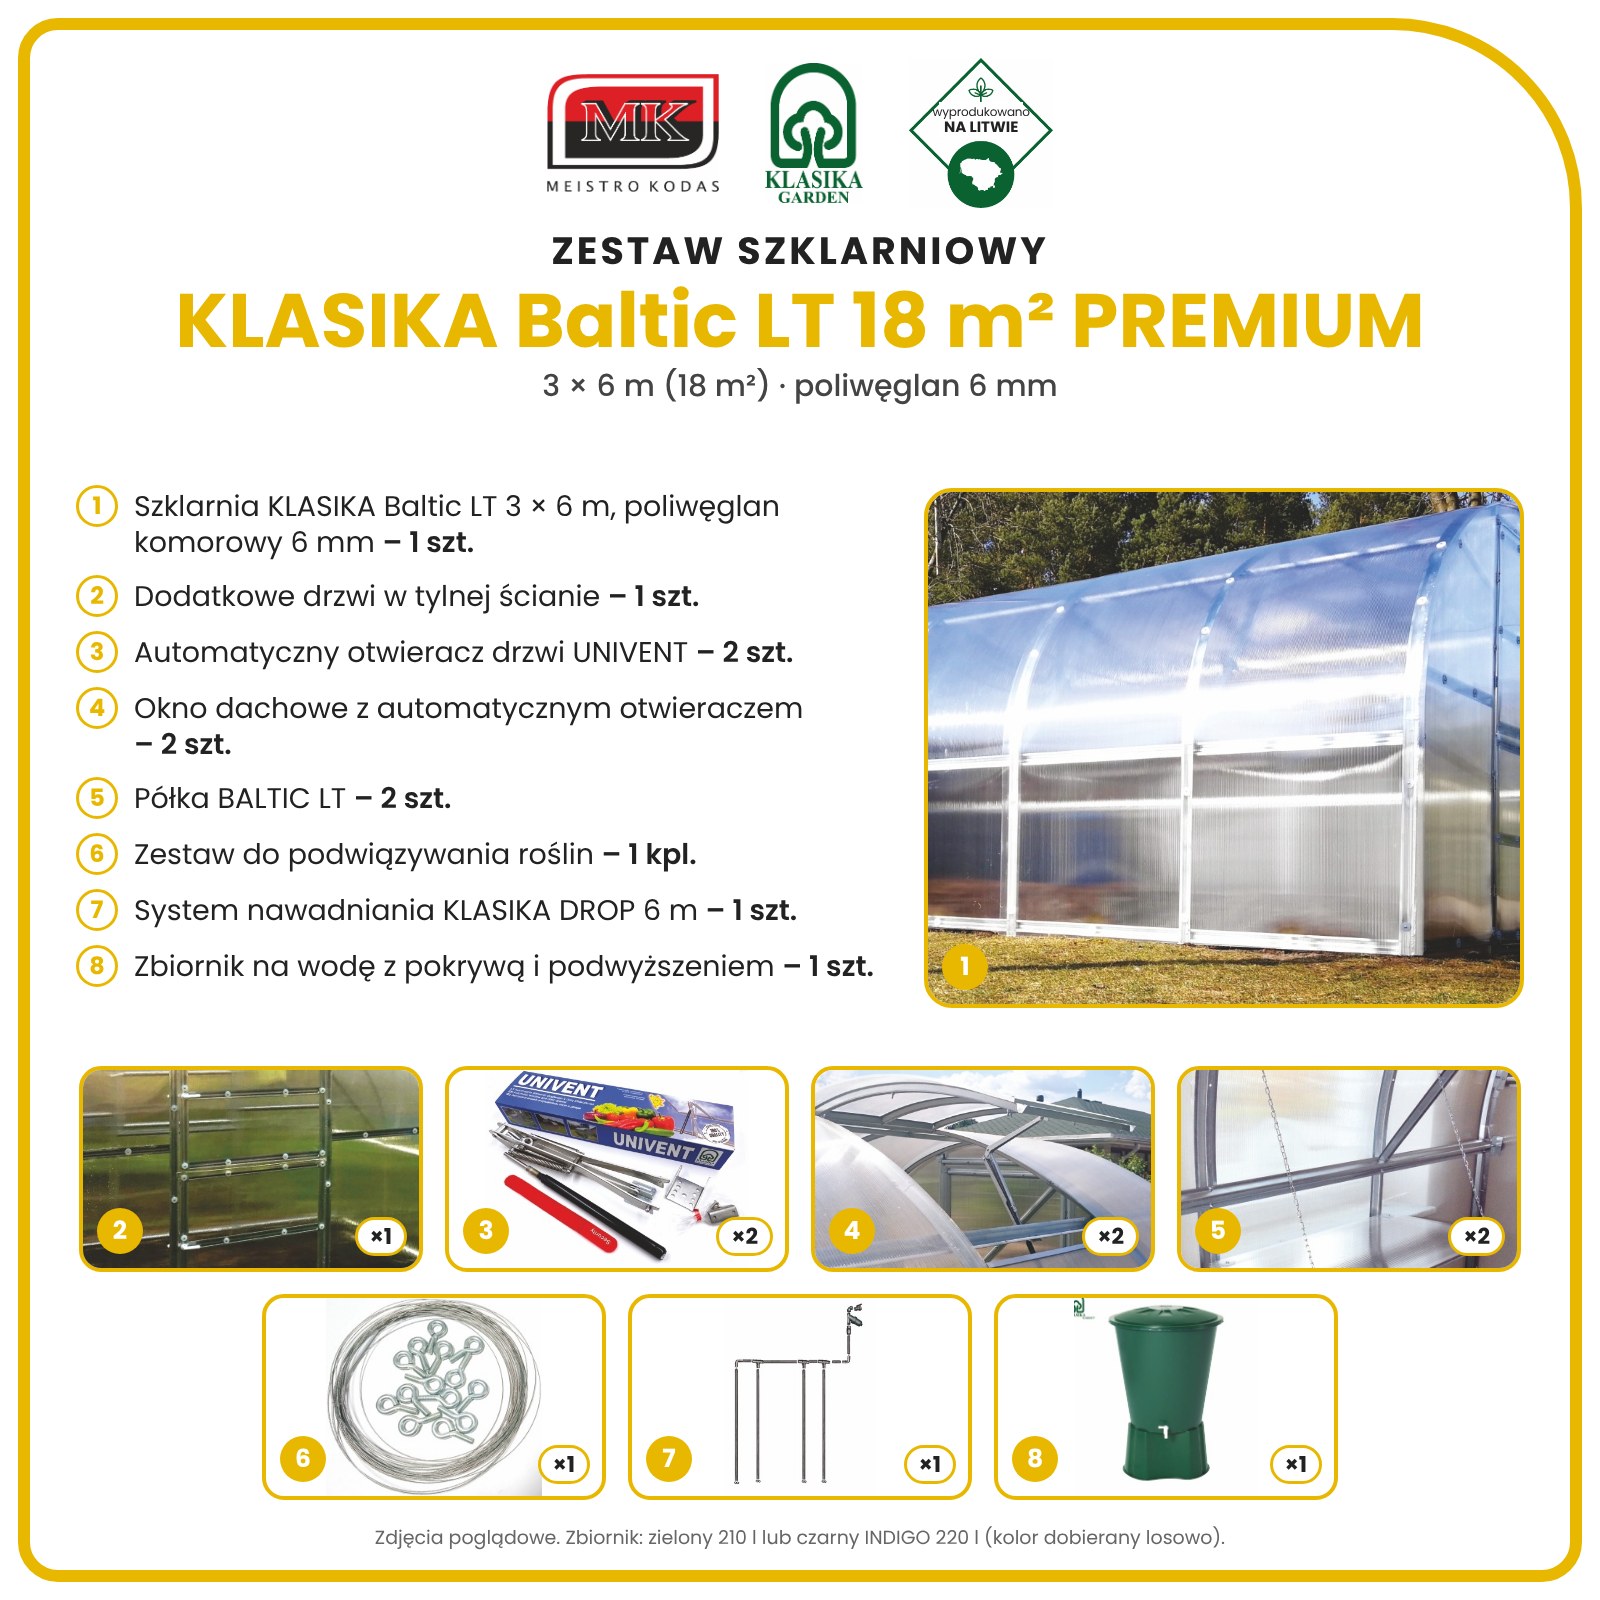 MK
MEISTRO KODAS
KLASIKA
GARDEN
wyprodukowano
NA LITWIE
ZESTAW SZKLARNIOWY
KLASIKA Baltic LT 18 m² PREMIUM
3 × 6 m (18 m²) · poliwęglan 6 mm
1 Szklarnia KLASIKA Baltic LT 3 × 6 m, poliwęglan
komorowy 6 mm – 1 szt.
2 Dodatkowe drzwi w tylnej ścianie – 1 szt.
3 Automatyczny otwieracz drzwi UNIVENT – 2 szt.
4 Okno dachowe z automatycznym otwieraczem
– 2 szt.
5 Półka BALTIC LT – 2 szt.
6 Zestaw do podwiązywania roślin – 1 kpl.
7 System nawadniania KLASIKA DROP 6 m – 1 szt.
8 Zbiornik na wodę z pokrywą i podwyższeniem – 1 szt.
1
2
×1
UNIVENT
UNIVENT
Security
3
×2
4
×2
5
×2
6
×1
7
×1
8
×1
Zdjęcia poglądowe. Zbiornik: zielony 210 l lub czarny INDIGO 220 l (kolor dobierany losowo).